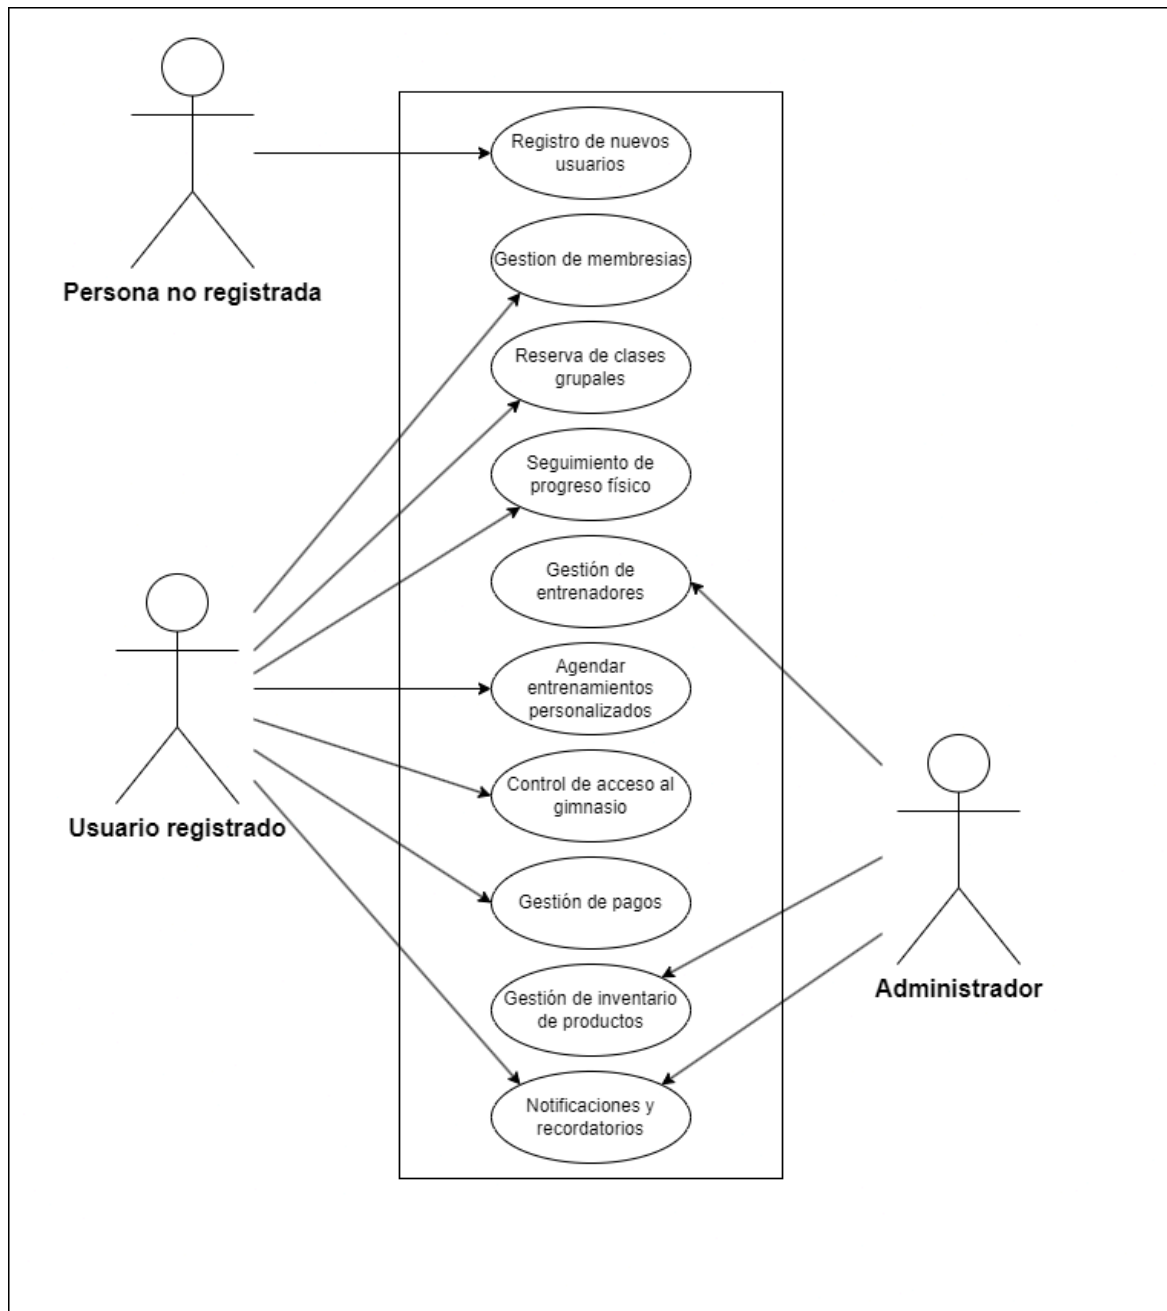 Registro de nuevos
usuarios
Gestion de membresias
Persona no registrada
Reserva de clases
grupales
Seguimiento de
progreso físico
Gestión de
entrenadores
Agendar
entrenamientos
personalizados
Control de acceso al
gimnasio
Usuario registrado
Gestión de pagos
Gestión de inventario
de productos
Administrador
Notificaciones y
recordatorios